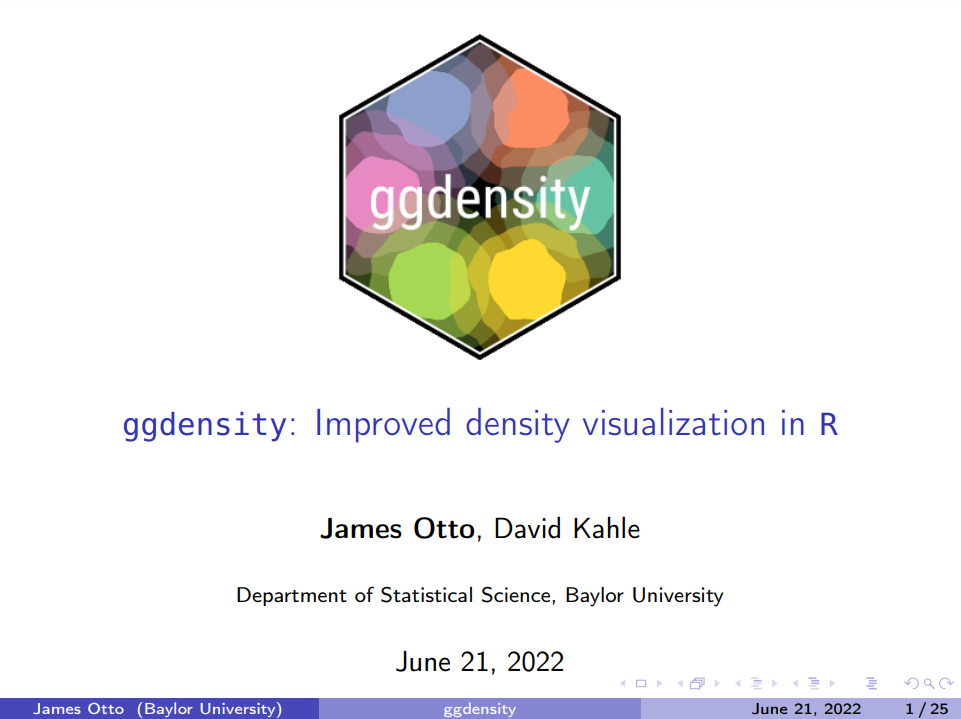 ggdensity
ggdensity: Improved density visualization in R
James Otto, David Kahle
Department of Statistical Science, Baylor University
June 21, 2022
James Otto (Baylor University) ggdensity June 21, 2022 1 / 25